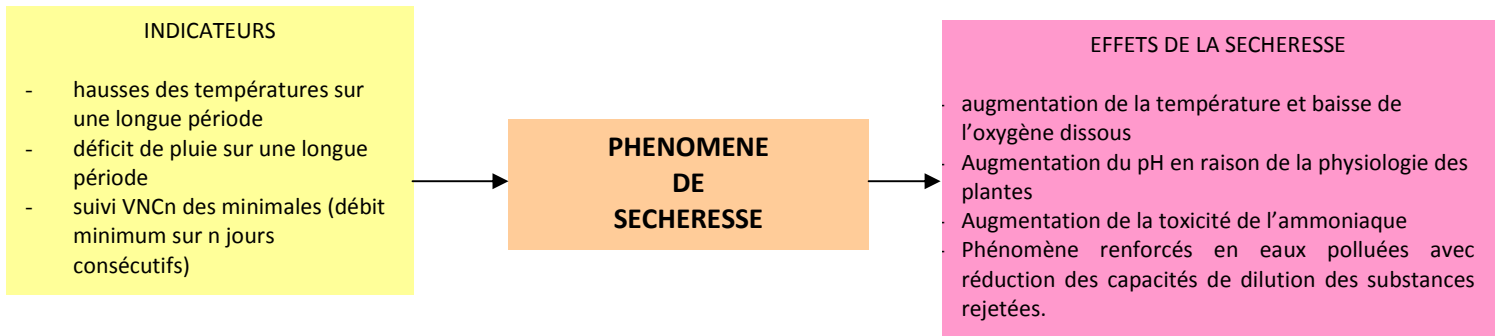 INDICATEURS
- hausses des températures sur
une longue période
- déficit de pluie sur une longue
période
- suivi VNCn des minimales (débit
minimum sur n jours
consécutifs)
PHENOMENE
DE
SECHERESSE
EFFETS DE LA SECHERESSE
- augmentation de la température et baisse de
l’oxygène dissous
- Augmentation du pH en raison de la physiologie des
plantes
- Augmentation de la toxicité de l’ammoniaque
- Phénomène renforcés en eaux polluées avec
réduction des capacités de dilution des substances
rejetées.